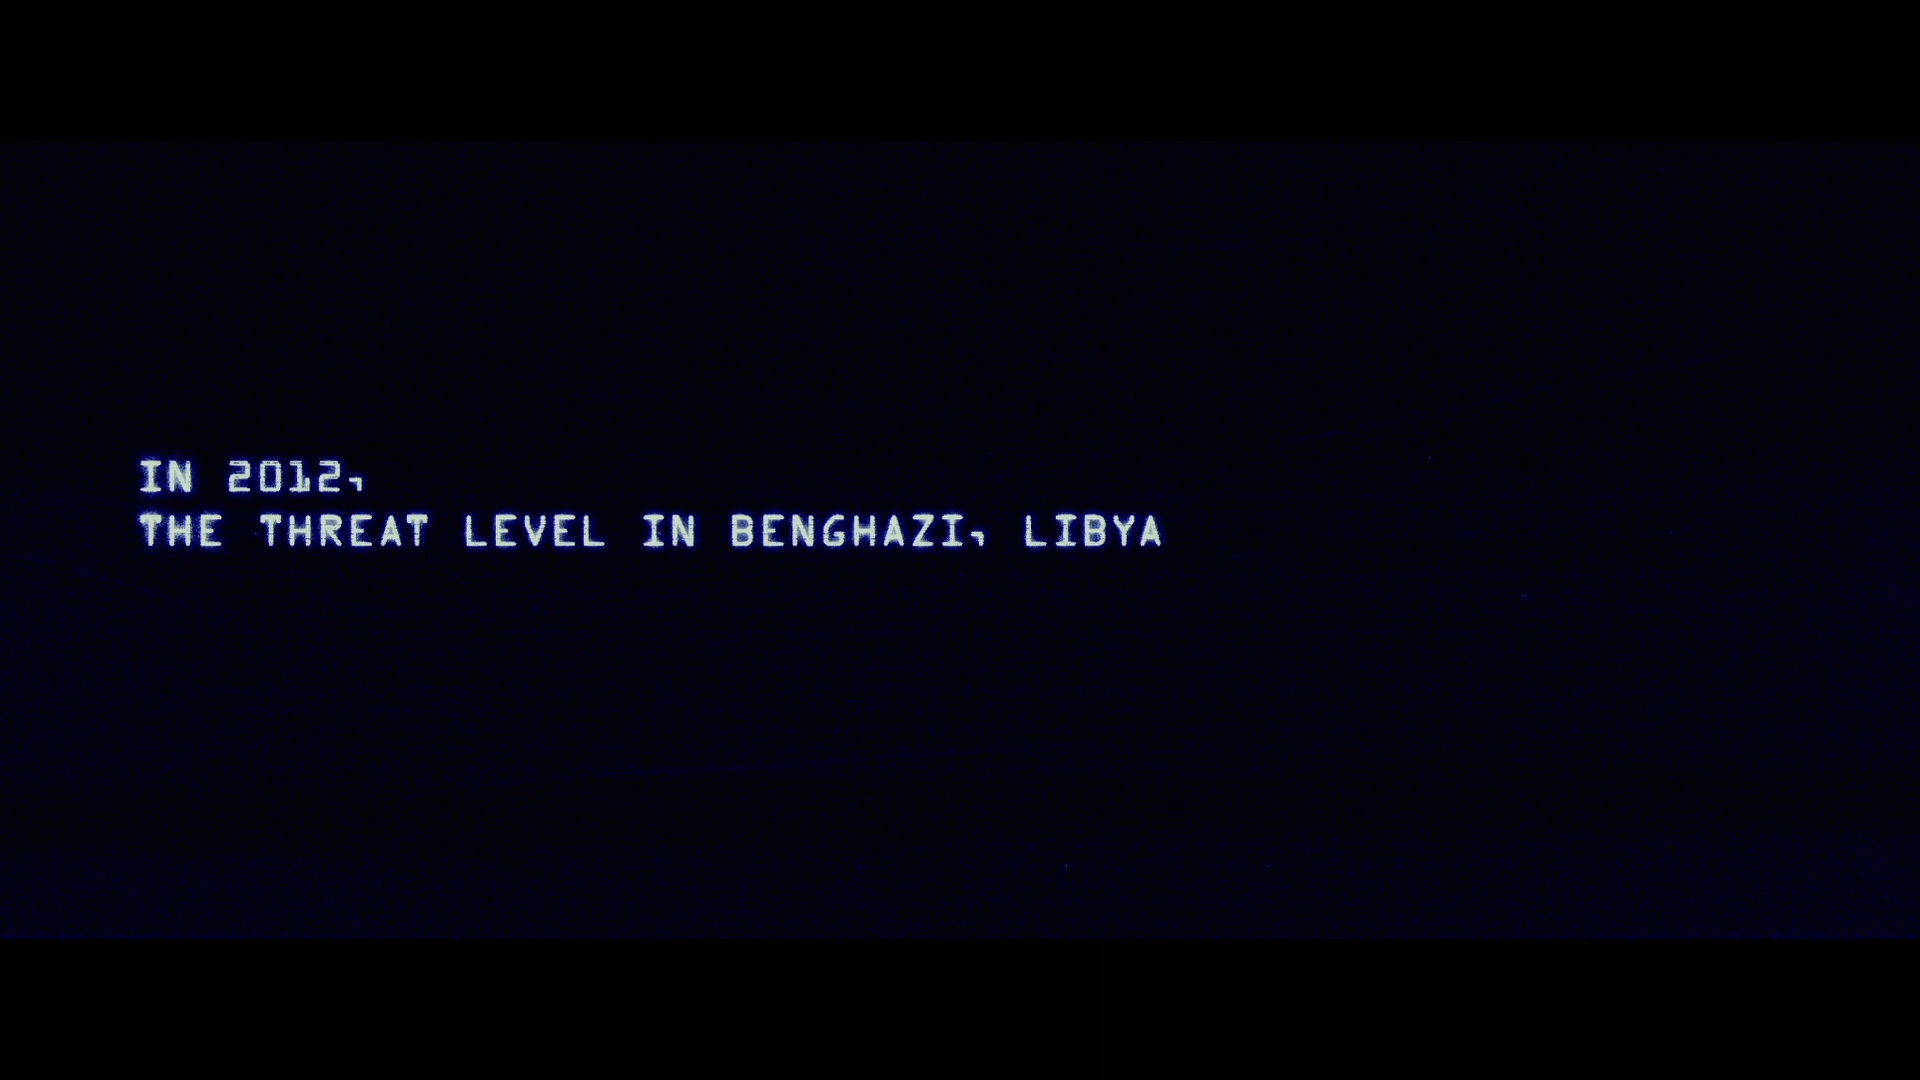 IN 2012,
THE THREAT LEVEL IN BENGHAZI, LIBYA